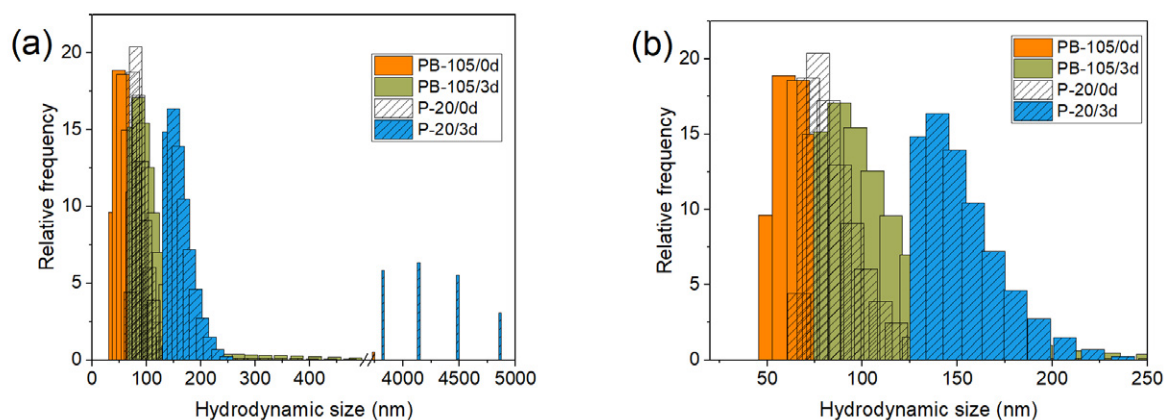 (a)
Relative frequency
20
15
10
5
0
PB-105/0d
PB-105/3d
P-20/0d
P-20/3d
0 100 200 300 400 4000 4500 5000
Hydrodynamic size (nm)
(b)
Relative frequency
20
15
10
5
0
PB-105/0d
PB-105/3d
P-20/0d
P-20/3d
50 100 150 200 250
Hydrodynamic size (nm)